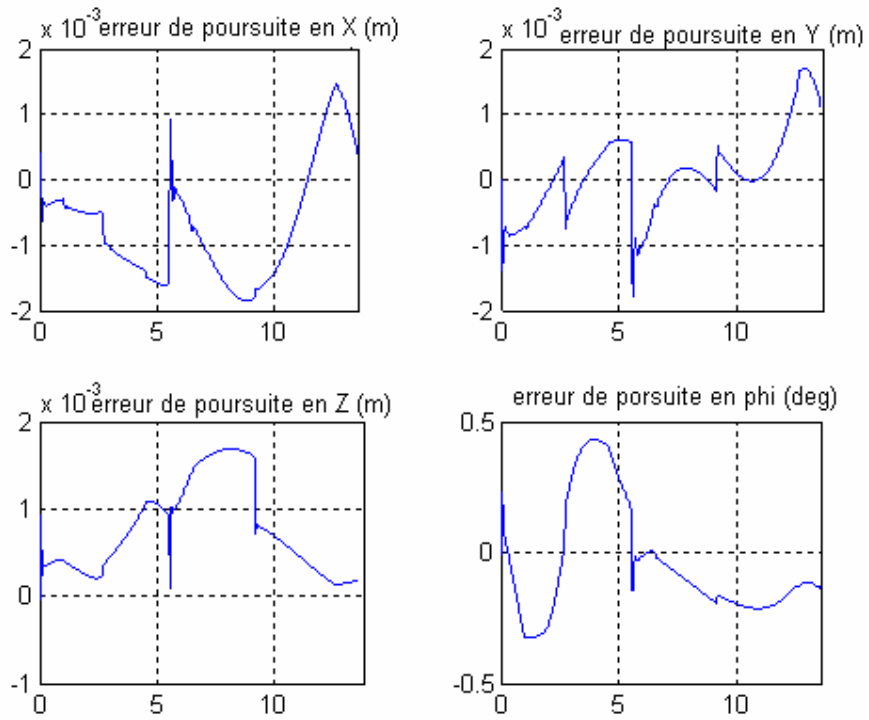 x 10-3 erreur de poursuite en X (m)
2
1
0
-1
-2
0 5 10
x 10-3 erreur de poursuite en Y (m)
2
1
0
-1
-2
0 5 10
x 10-3 erreur de poursuite en Z (m)
2
1
0
-1
0 5 10
erreur de porsuite en phi (deg)
0.5
0
-0.5
0 5 10